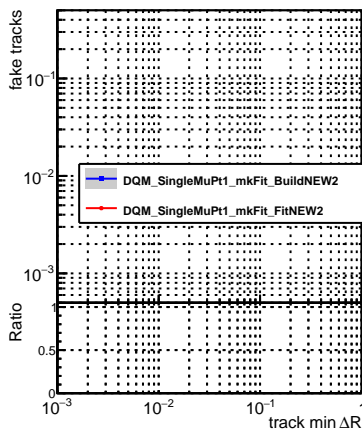 fake tracks
10⁻¹
10⁻²
10⁻³
DQM_SingleMuPt1_mkFit_BuildNEW2
DQM_SingleMuPt1_mkFit_FitNEW2
Ratio
1
0.5
0
10⁻³ 10⁻² 10⁻¹ 1
track min ΔR